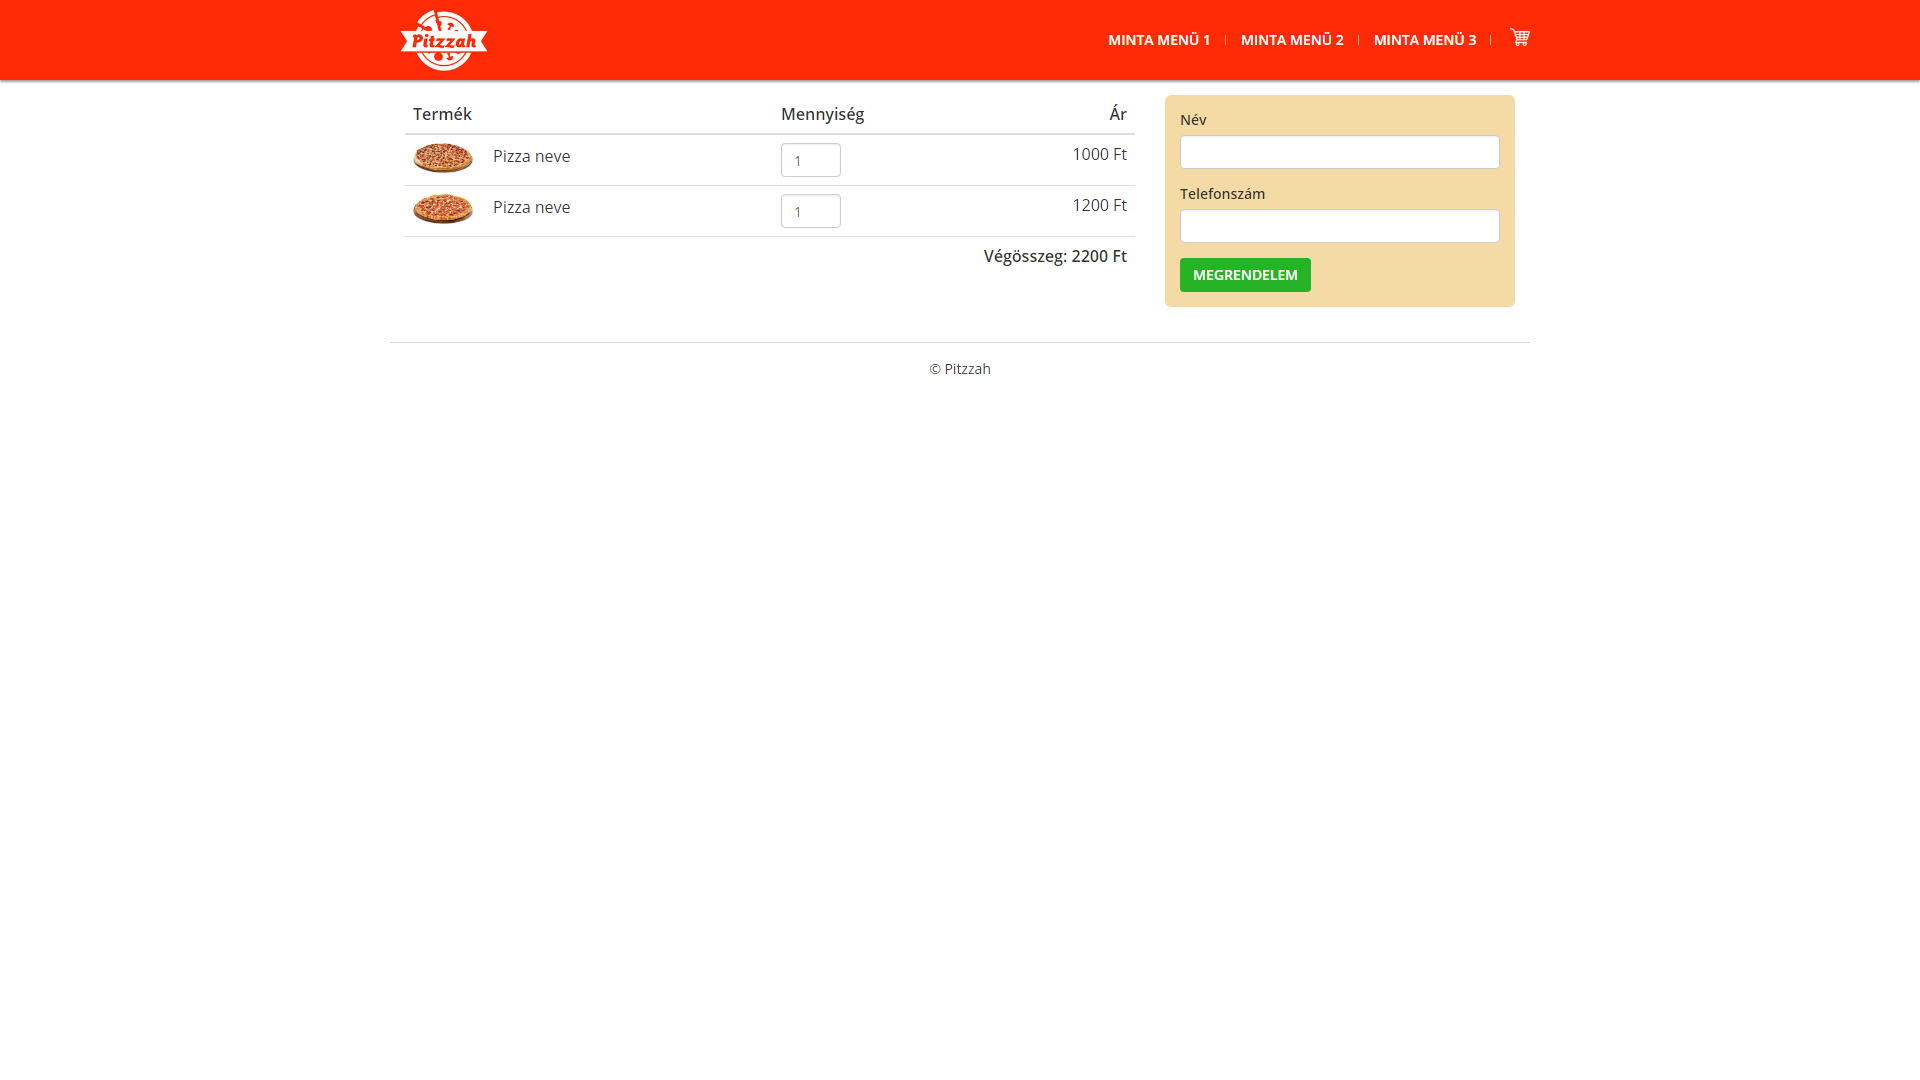 Pitzzah
MINTA MENÜ 1
MINTA MENÜ 2
MINTA MENÜ 3
Termék Mennyiség Ár
Pizza neve 1 1000 Ft
Pizza neve 1 1200 Ft
Végösszeg: 2200 Ft
Név
Telefonszám
MEGRENDELEM
© Pitzzah